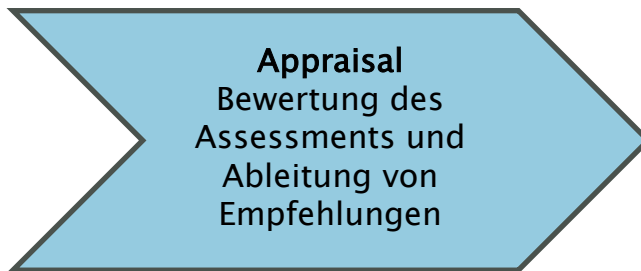 Appraisal
Bewertung des
Assessments und
Ableitung von
Empfehlungen